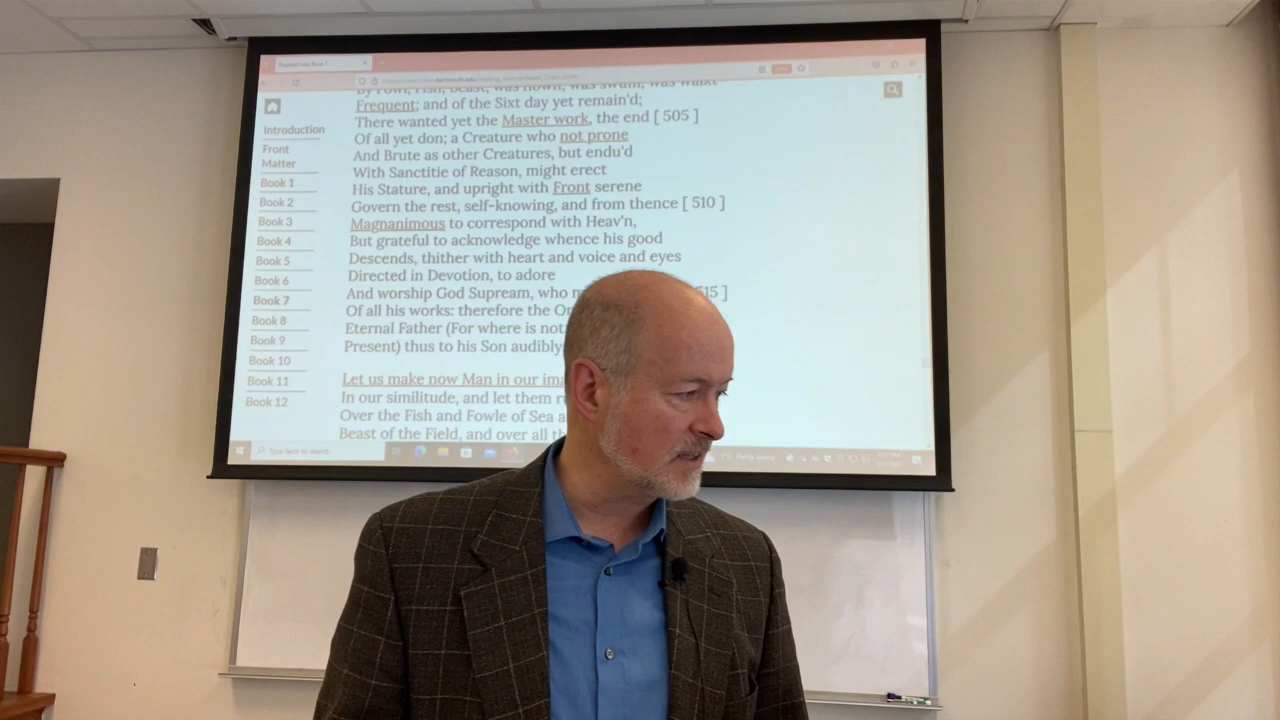 Paradise Lost: Book 7
By Fowl, Fish, Beast, was flown, was swum, was walkt
Frequent; and of the Sixt day yet remain'd;
There wanted yet the Master work, the end [ 505 ]
Of all yet don; a Creature who not prone
And Brute as other Creatures, but endu'd
With Sanctitie of Reason, might erect
His Stature, and upright with Front serene
Govern the rest, self-knowing, and from thence [ 510 ]
Magnanimous to correspond with Heav'n,
But grateful to acknowledge whence his good
Descends, thither with heart and voice and eyes
Directed in Devotion, to adore
And worship God Supream, who m 515 ]
Of all his works: therefore the O
Eternal Father (For where is not
Present) thus to his Son audibly
Let us make now Man in our ima
In our similitude, and let them r
Over the Fish and Fowle of Sea a
Beast of the Field, and over all th
Introduction
Front
Matter
Book 1
Book 2
Book 3
Book 4
Book 5
Book 6
Book 7
Book 8
Book 9
Book 10
Book 11
Book 12
Type here to search